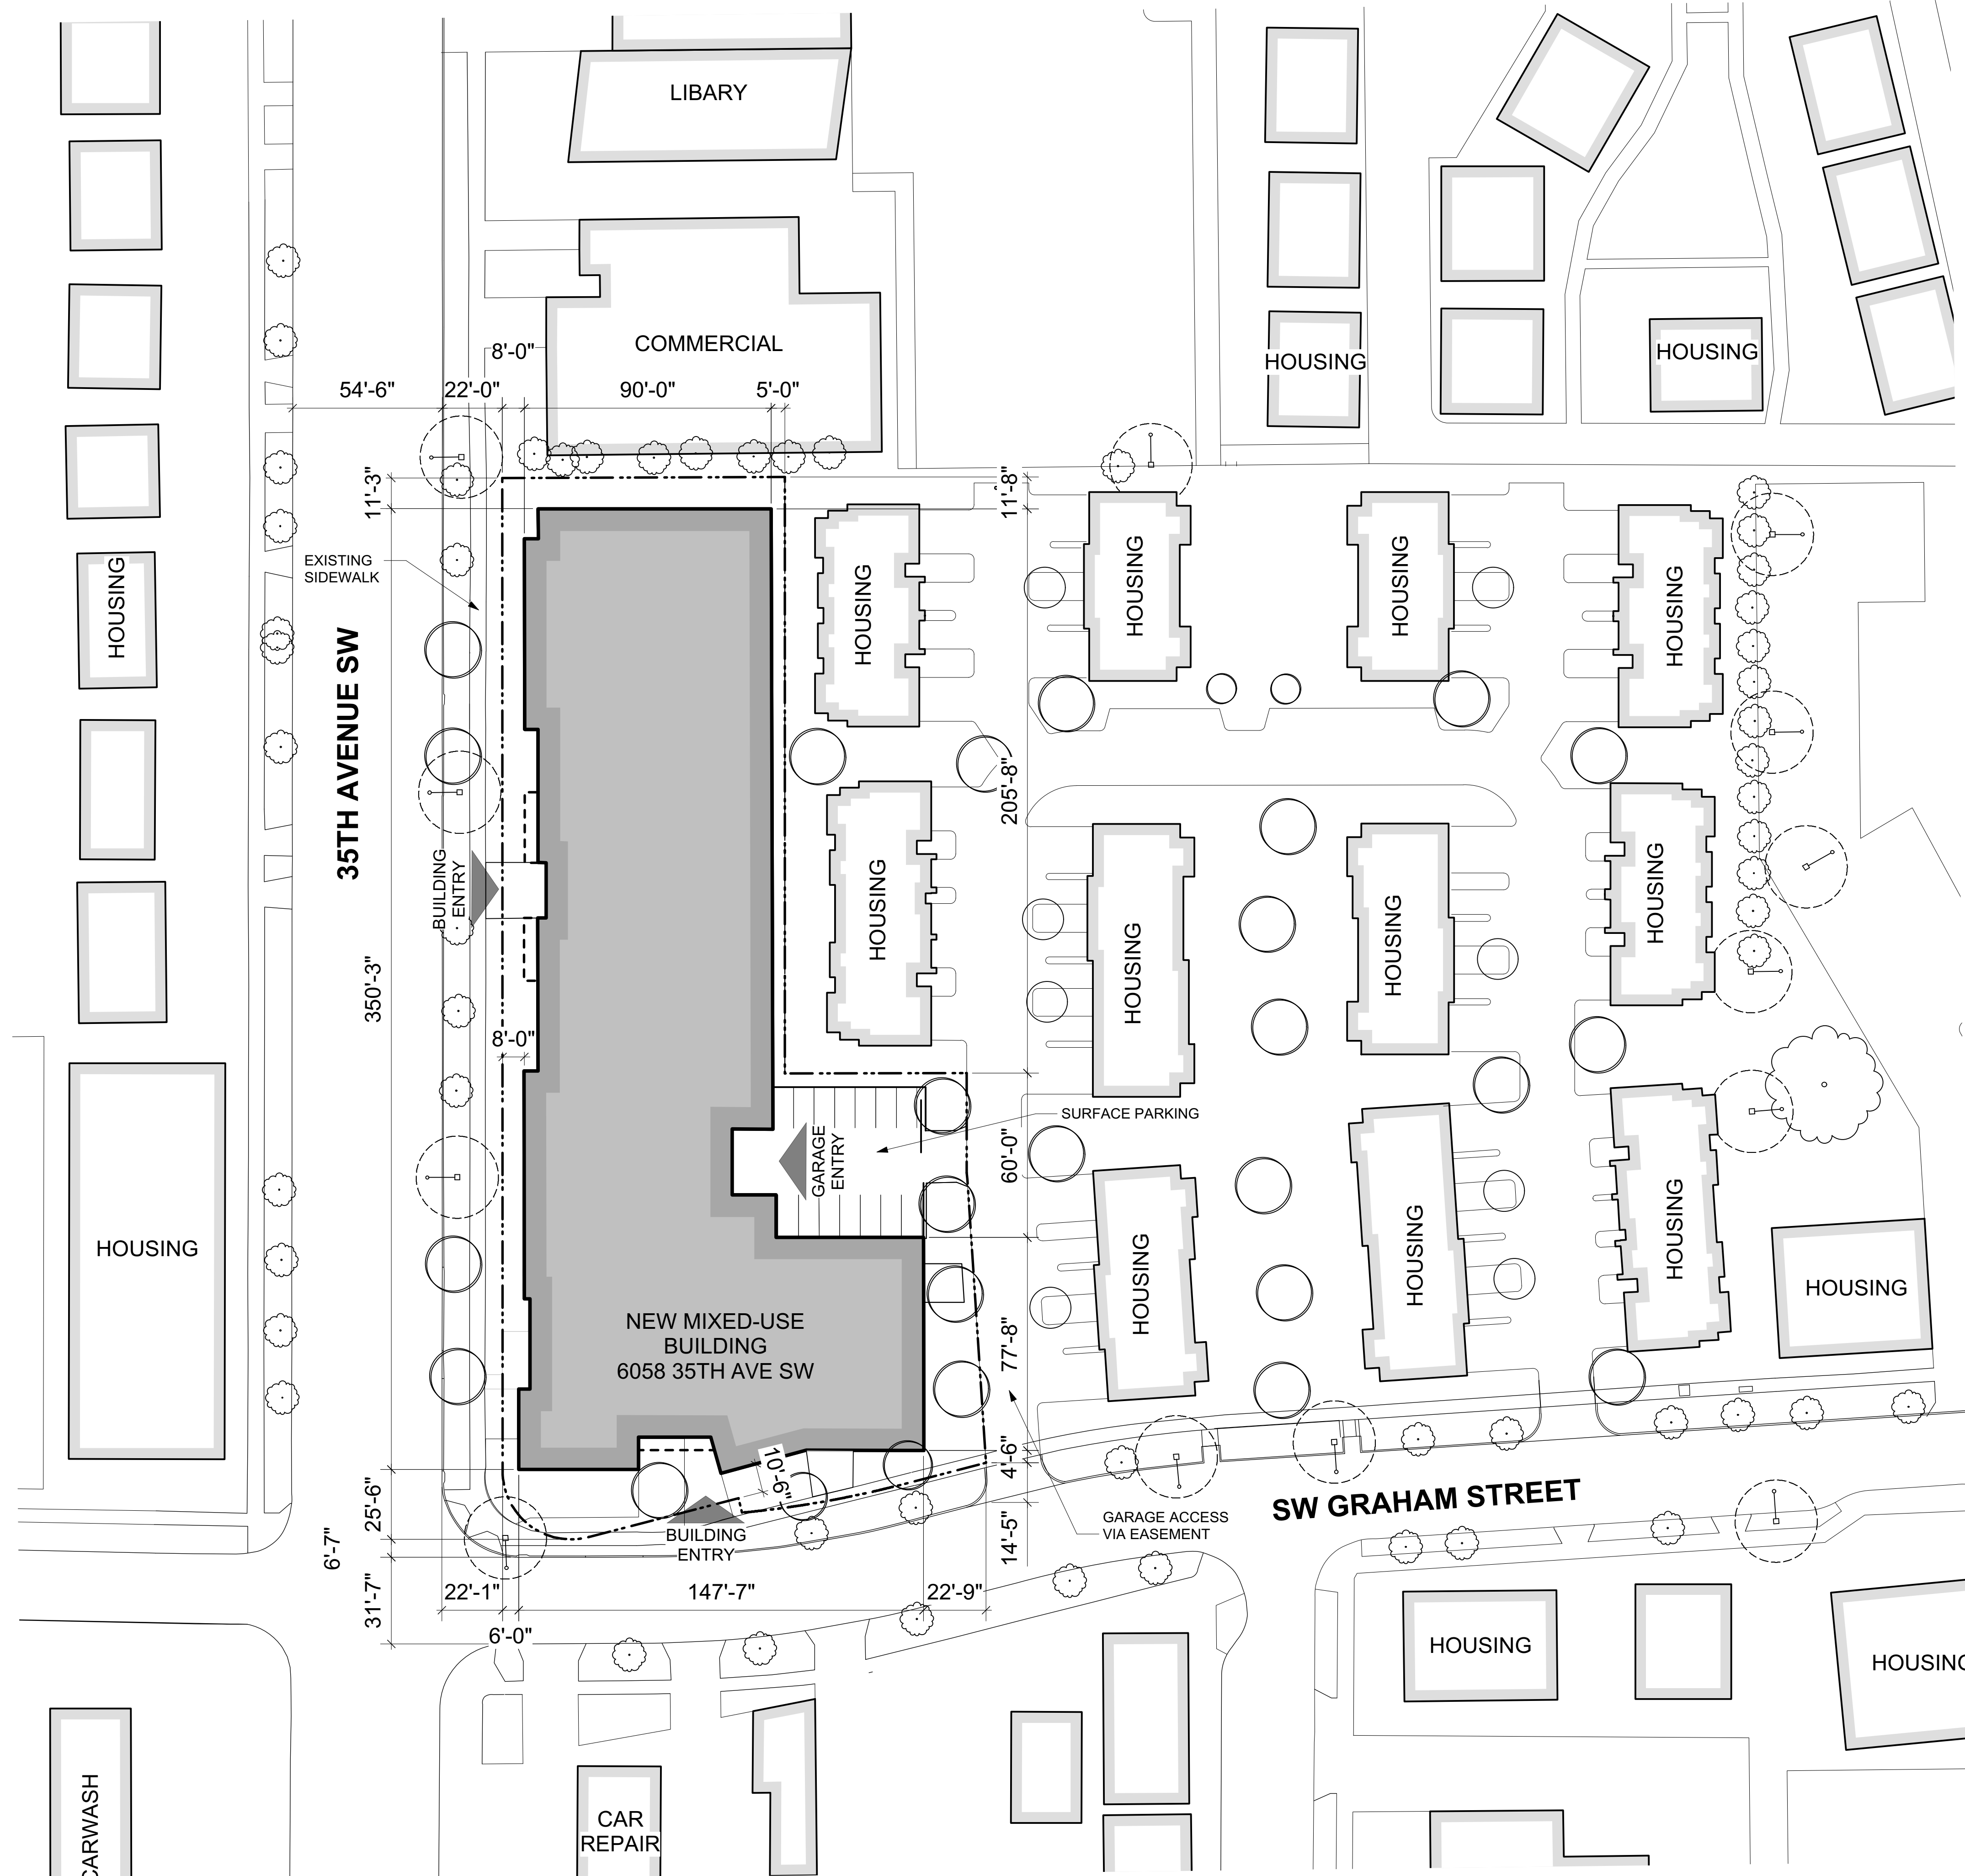 LIBARY
COMMERCIAL
HOUSING
HOUSING
8'-0"
54'-6"
22'-0"
90'-0"
5'-0"
11'-3"
11'-8"
EXISTING
SIDEWALK
HOUSING
HOUSING
HOUSING
HOUSING
HOUSING
35TH AVENUE SW
205'-8"
BUILDING
ENTRY
HOUSING
HOUSING
HOUSING
HOUSING
350'-3"
8'-0"
SURFACE PARKING
GARAGE
ENTRY
60'-0"
HOUSING
HOUSING
HOUSING
HOUSING
HOUSING
NEW MIXED-USE
BUILDING
6058 35TH AVE SW
77'-8"
4'-6"
10'-6"
25'-6"
SW GRAHAM STREET
GARAGE ACCESS
VIA EASEMENT
14'-5"
BUILDING
ENTRY
6'-7"
31'-7"
22'-1"
147'-7"
22'-9"
6'-0"
HOUSING
HOUSING
CARWASH
CAR
REPAIR